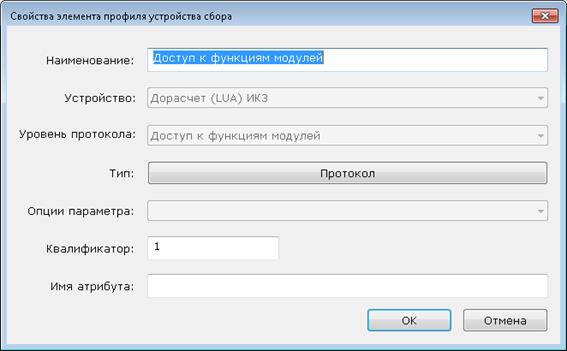 Свойства элемента профиля устройства сбора
Наименование: Доступ к функциям модулей
Устройство: Дорасчет (LUA) ИКЗ
Уровень протокола: Доступ к функциям модулей
Тип: Протокол
Опции параметра:
Квалификатор: 1
Имя атрибута:
ОК Отмена